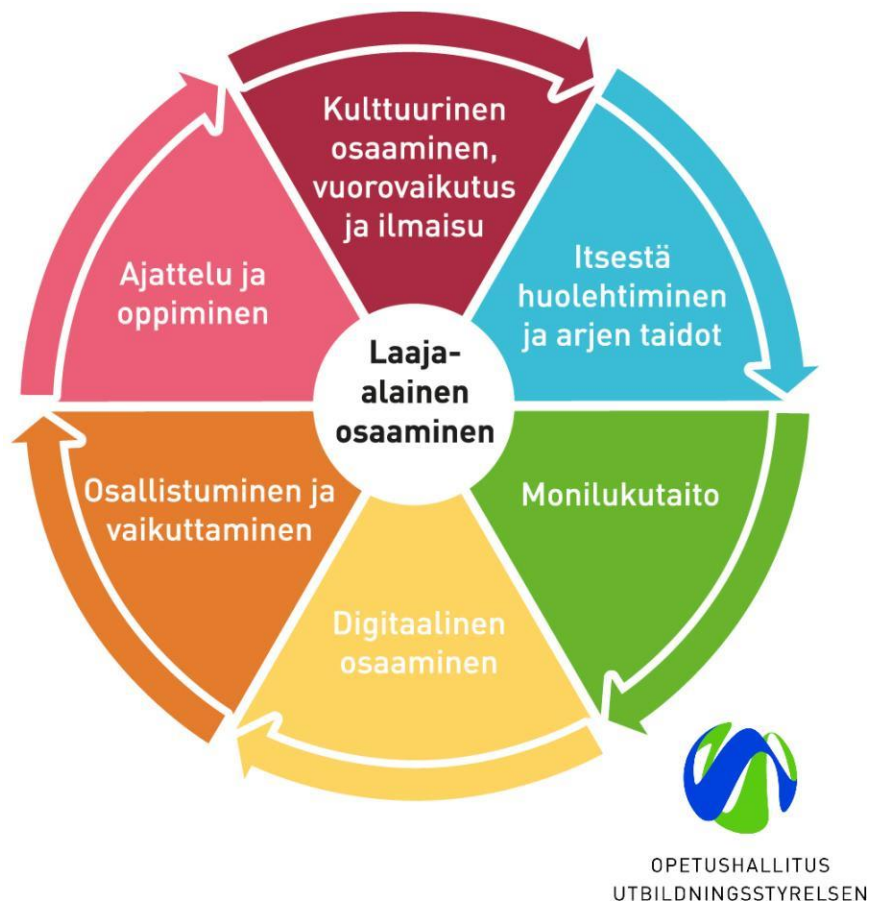 Kulttuurinen
osaaminen,
vuorovaikutus
ja ilmaisu
Itsestä
huolehtiminen
ja arjen taidot
Monilukutaito
Digitaalinen
osaaminen
Osallistuminen ja
vaikuttaminen
Ajattelu ja
oppiminen
Laaja-
alainen
osaaminen
OPETUSHALLITUS
UTBILDNINGSSTYRELSEN